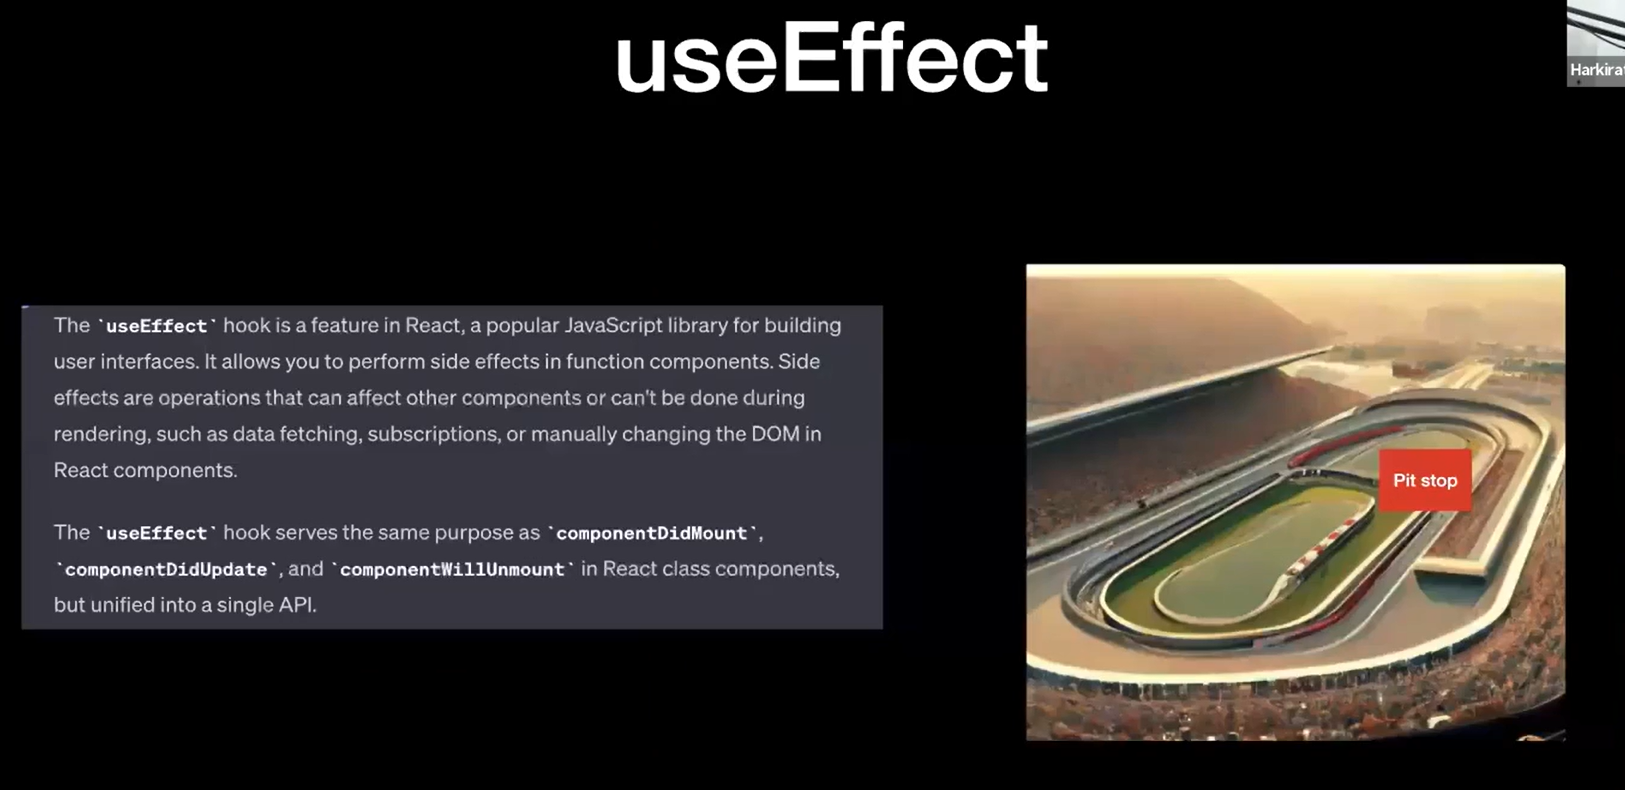 useEffect
Harkirat
The `useEffect` hook is a feature in React, a popular JavaScript library for building
user interfaces. It allows you to perform side effects in function components. Side
effects are operations that can affect other components or can't be done during
rendering, such as data fetching, subscriptions, or manually changing the DOM in
React components.
Pit stop
The `useEffect` hook serves the same purpose as `componentDidMount`,
`componentDidUpdate`, and `componentWillUnmount` in React class components,
but unified into a single API.